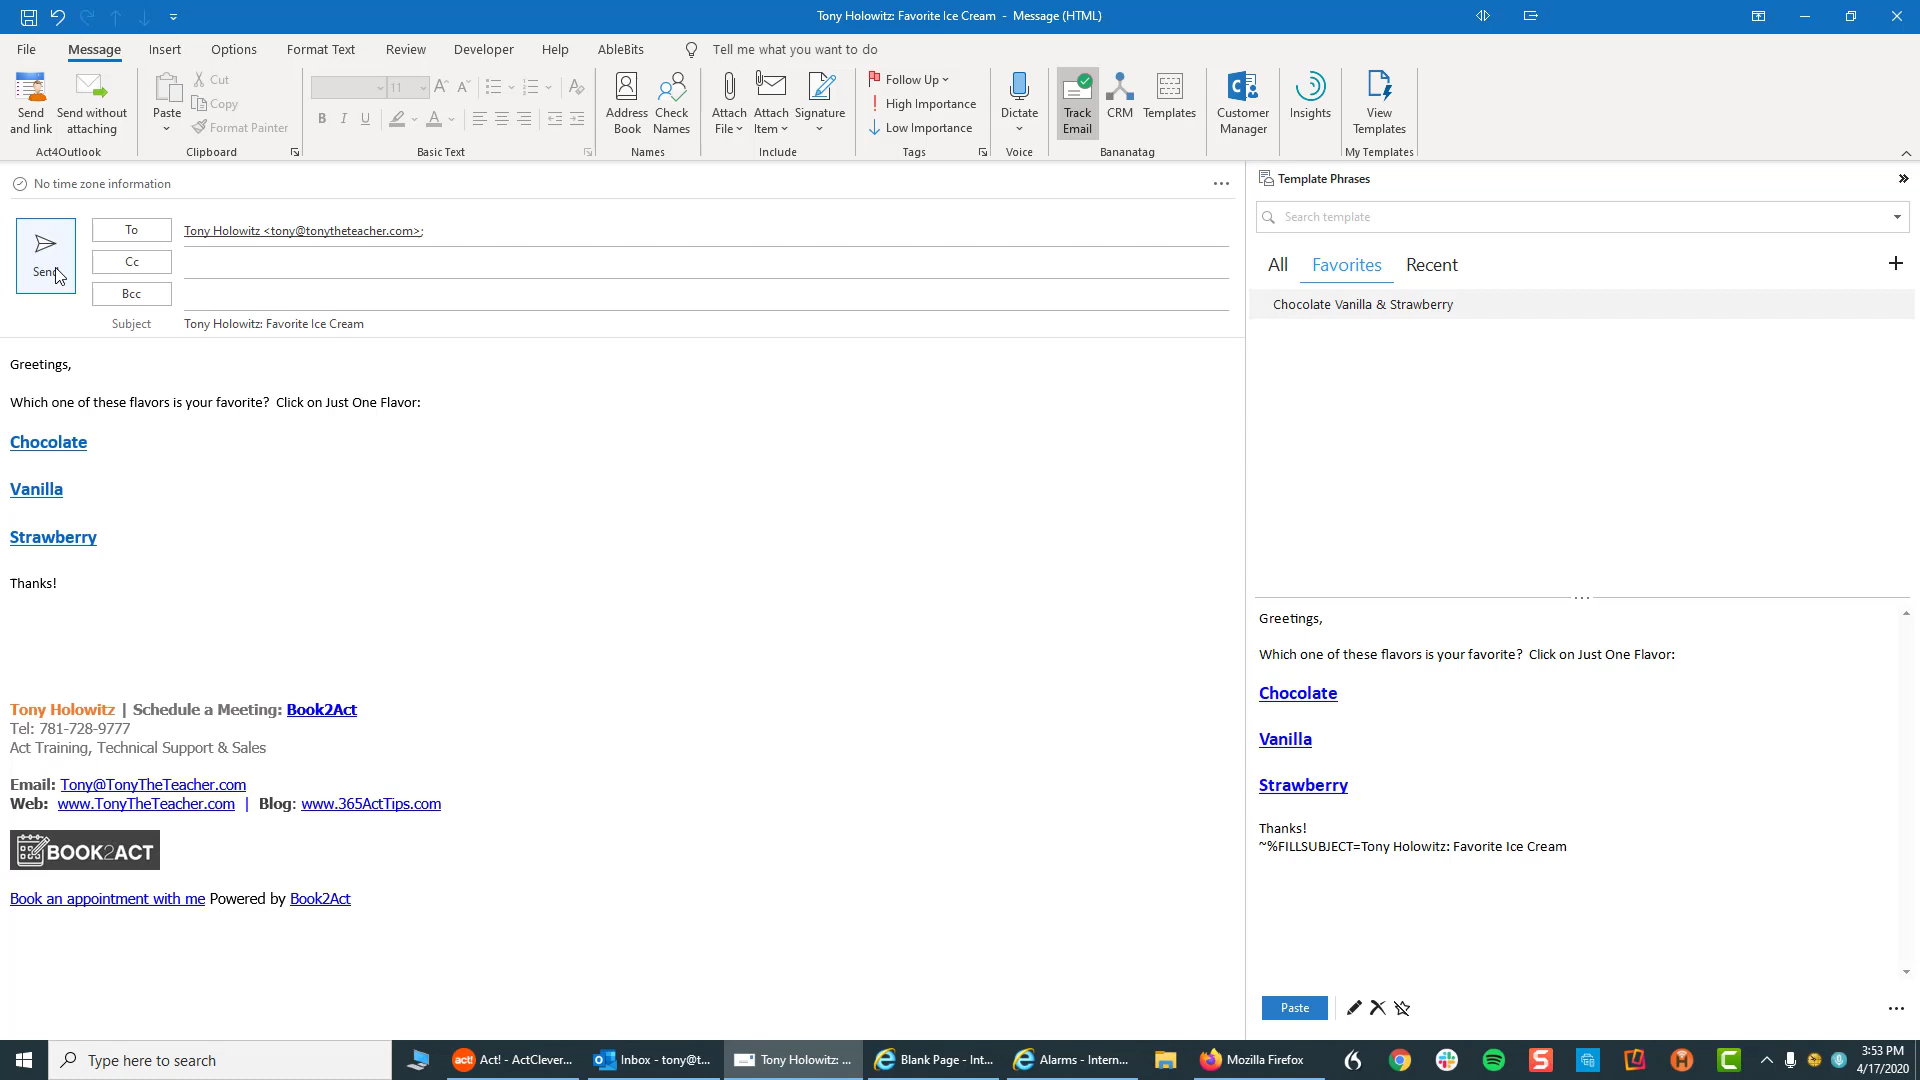 Tony Holowitz: Favorite Ice Cream - Message (HTML)
File Message Insert Options Format Text Review Developer Help AbleBits Tell me what you want to do
Send and link
Send without attaching
Act4Outlook
Paste
Cut
Copy
Format Painter
Clipboard
11
B I U
A
Basic Text
Address Book
Check Names
Names
Attach File
Attach Item
Signature
Include
Follow Up
High Importance
Low Importance
Tags
Dictate
Voice
Track Email
CRM
Templates
Bananatag
Customer Manager
Insights
View Templates
My Templates
No time zone information
Send
To Tony Holowitz <tony@tonytheteacher.com>;
Cc
Bcc
Subject Tony Holowitz: Favorite Ice Cream
Greetings,
Which one of these flavors is your favorite? Click on Just One Flavor:
Chocolate
Vanilla
Strawberry
Thanks!
Tony Holowitz | Schedule a Meeting: Book2Act
Tel: 781-728-9777
Act Training, Technical Support & Sales
Email: Tony@TonyTheTeacher.com
Web: www.TonyTheTeacher.com | Blog: www.365ActTips.com
BOOK2ACT
Book an appointment with me Powered by Book2Act
Template Phrases
Search template
All Favorites Recent
Chocolate Vanilla & Strawberry
Greetings,
Which one of these flavors is your favorite? Click on Just One Flavor:
Chocolate
Vanilla
Strawberry
Thanks!
~%FILLSUBJECT=Tony Holowitz: Favorite Ice Cream
Paste
Type here to search
act! Act! - ActClever...
Inbox - tony@t...
Tony Holowitz: ...
Blank Page - Int...
Alarms - Intern...
Mozilla Firefox
3:53 PM
4/17/2020